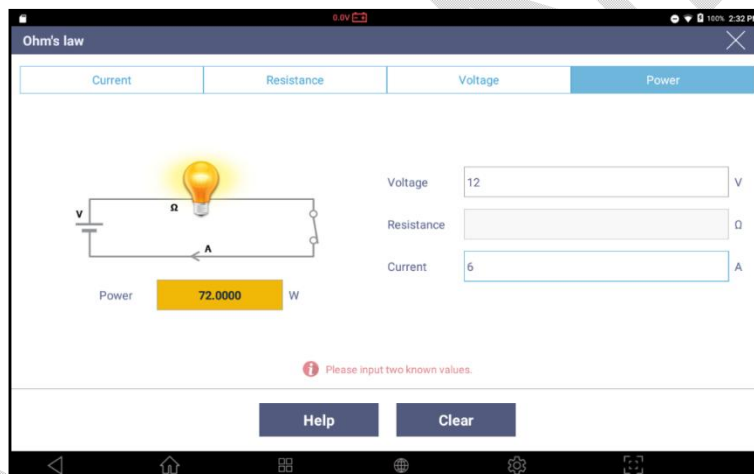 0.0V
100% 2:32 PM
Ohm's law
Current Resistance Voltage Power
Voltage 12 V
Resistance Ω
Current 6 A
V Ω A
Power 72.0000 W
Please input two known values.
Help Clear